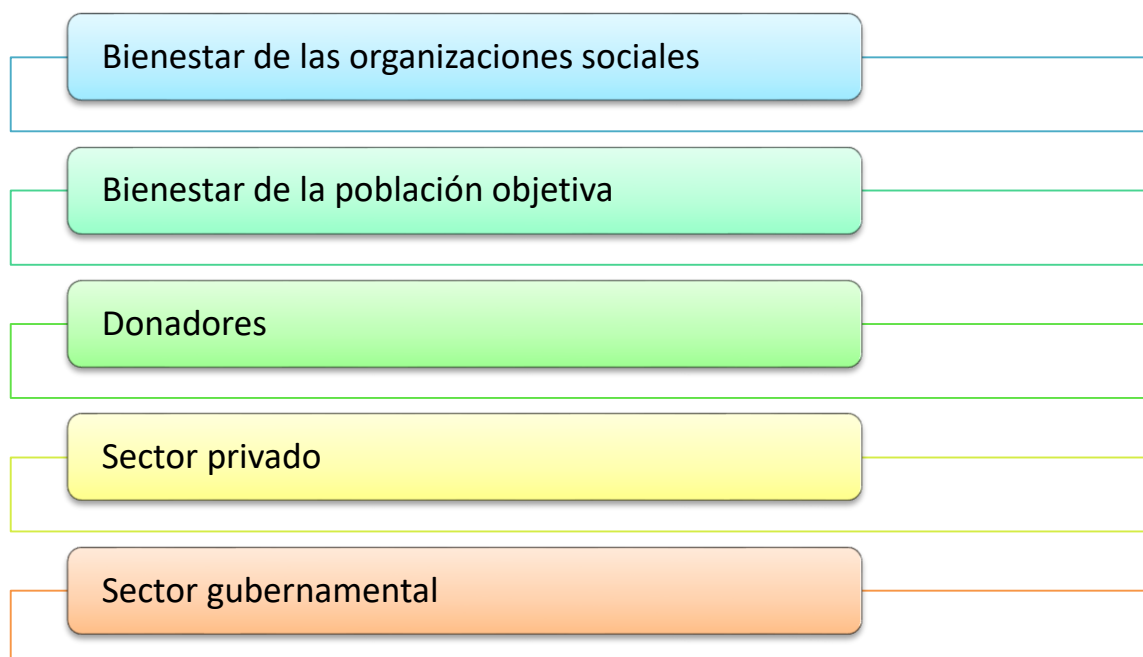 Bienestar de las organizaciones sociales
Bienestar de la población objetiva
Donadores
Sector privado
Sector gubernamental